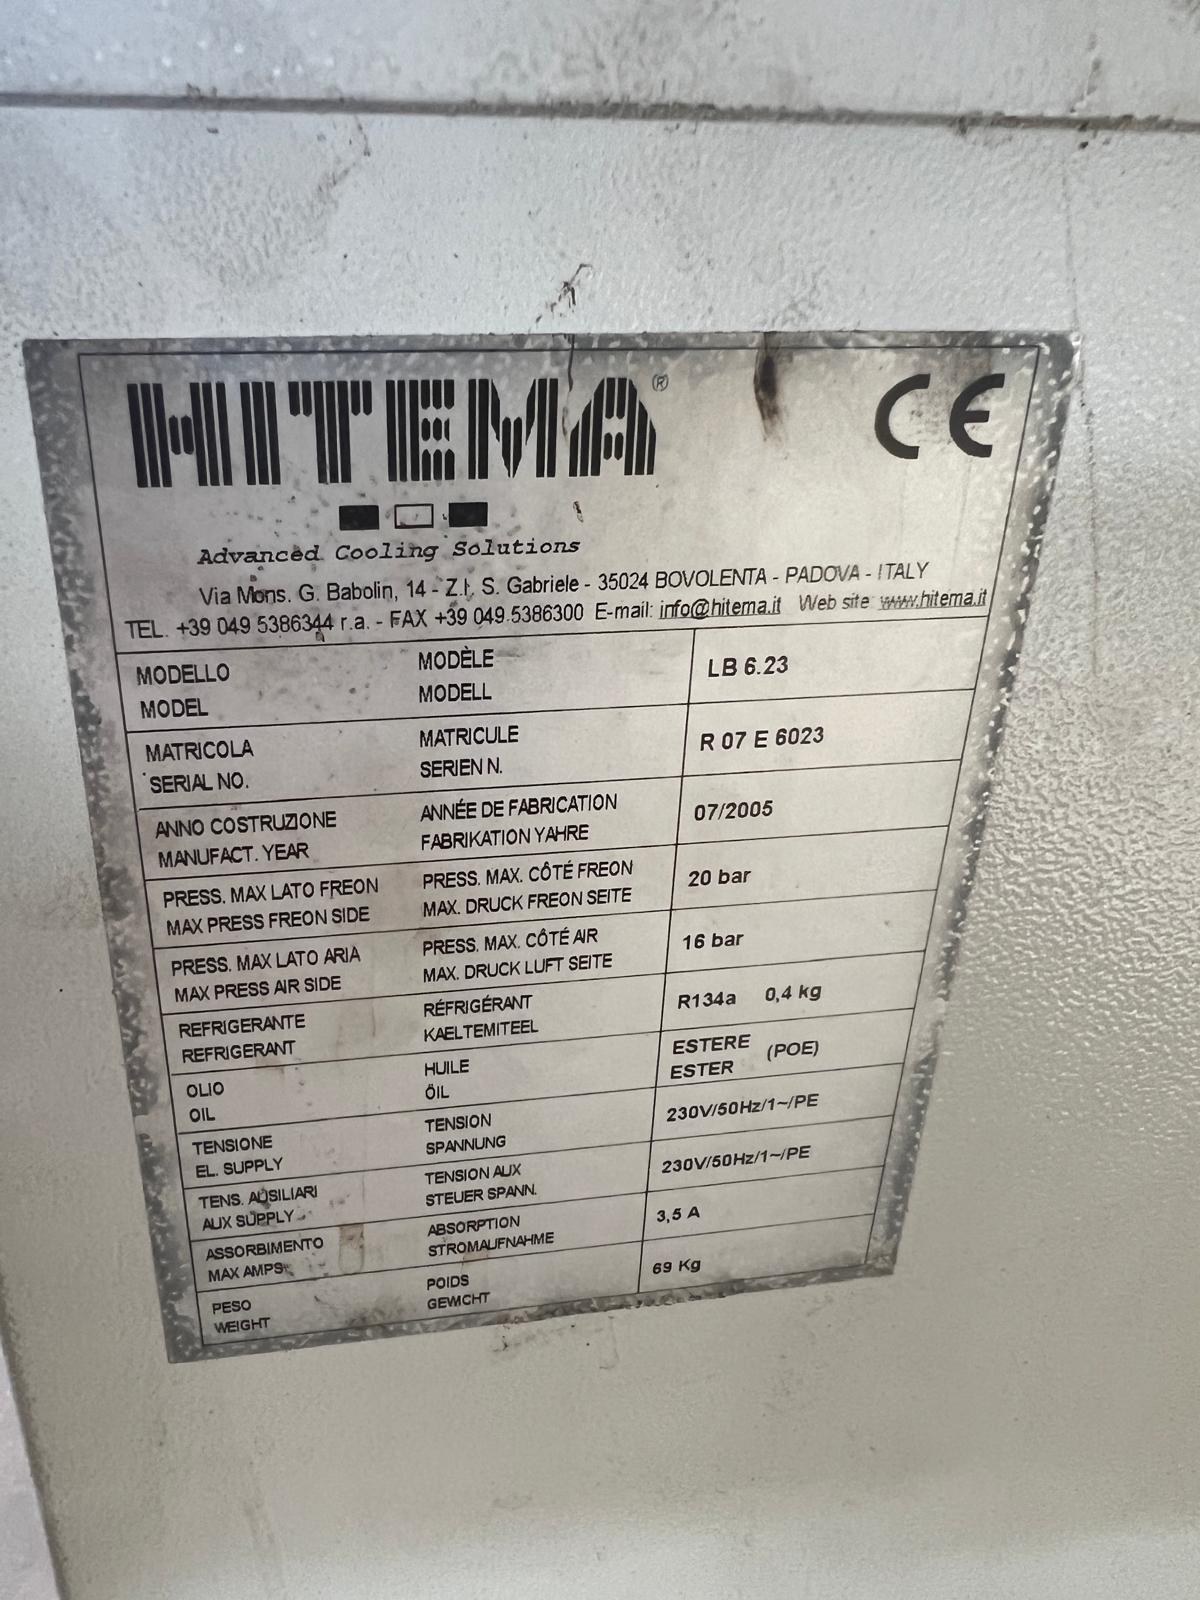 HITEMA®
CE
Advanced Cooling Solutions
Via Mons. G. Babolin, 14 - Z.I. S. Gabriele - 35024 BOVOLENTA - PADOVA - ITALY
TEL. +39 049 5386344 r.a. - FAX +39 049 5386300 E-mail: info@hitema.it Web site www.hitema.it
MODELLO MODÈLE LB 6.23
MODEL MODELL
MATRICOLA MATRICULE R 07 E 6023
SERIAL NO. SERIEN N.
ANNO COSTRUZIONE ANNÉE DE FABRICATION 07/2005
MANUFACT. YEAR FABRIKATION YAHRE
PRESS. MAX LATO FREON PRESS. MAX. CÔTÉ FREON 20 bar
MAX PRESS FREON SIDE MAX. DRUCK FREON SEITE
PRESS. MAX LATO ARIA PRESS. MAX. CÔTÉ AIR 16 bar
MAX PRESS AIR SIDE MAX. DRUCK LUFT SEITE
REFRIGERANTE RÉFRIGÉRANT R134a 0,4 kg
REFRIGERANT KAELTEMITEEL
OLIO HUILE ESTERE (POE)
OIL ÖIL ESTER
TENSIONE TENSION 230V/50Hz/1~/PE
EL. SUPPLY SPANNUNG
TENS. AUSILIARI TENSION AUX 230V/50Hz/1~/PE
AUX SUPPLY STEUER SPANN.
ASSORBIMENTO ABSORPTION 3,5 A
MAX AMPS STROMAUFNAHME
PESO POIDS 69 Kg
WEIGHT GEWICHT